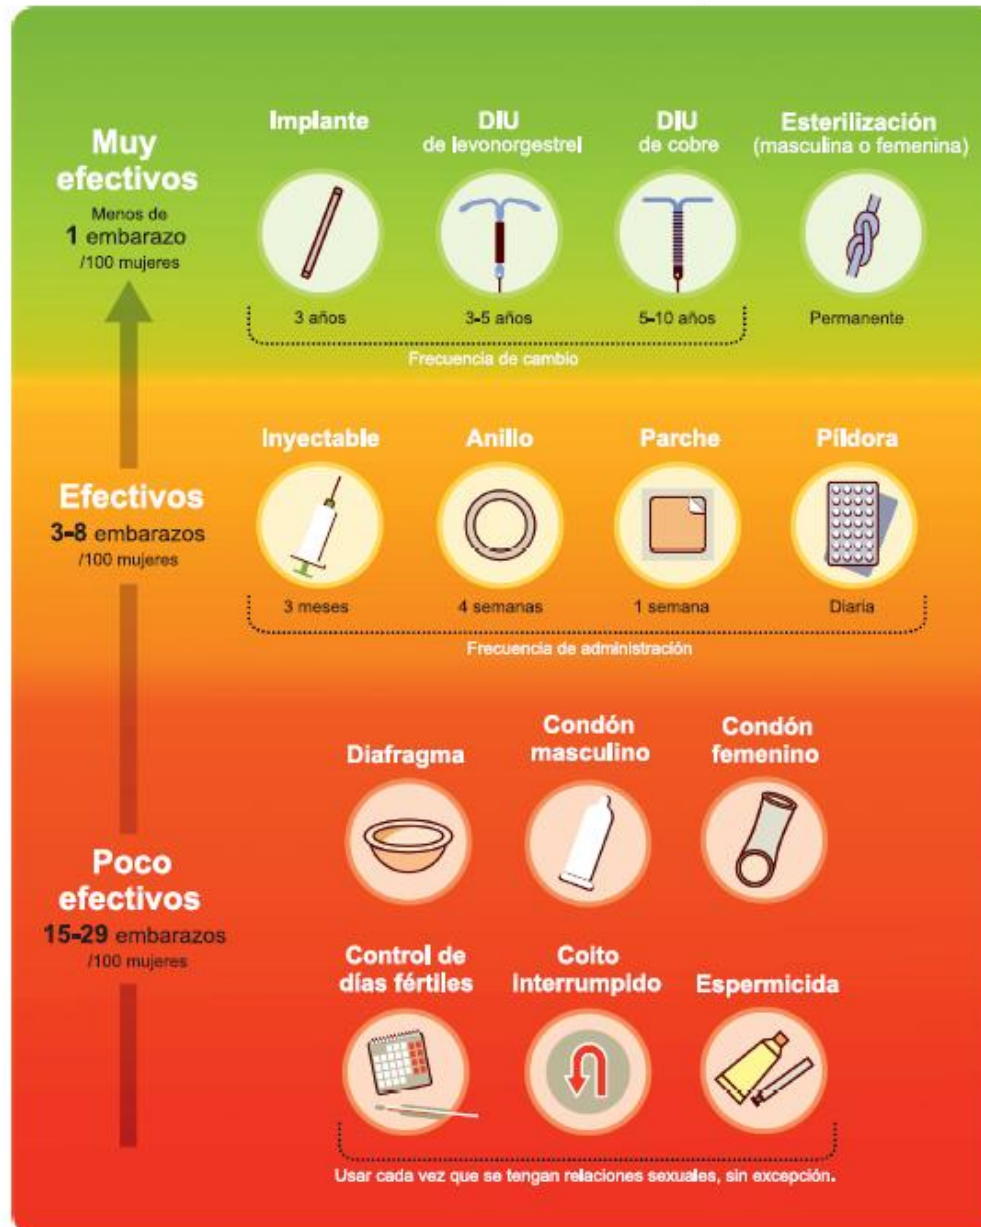 Muy
efectivos
Menos de
1 embarazo
/100 mujeres
Implante
DIU
de levonorgestrel
DIU
de cobre
Esterilización
(masculina o femenina)
3 años
3-5 años
5-10 años
Permanente
Frecuencia de cambio
Efectivos
3-8 embarazos
/100 mujeres
Inyectable
Anillo
Parche
Píldora
3 meses
4 semanas
1 semana
Diaria
Frecuencia de administración
Poco
efectivos
15-29 embarazos
/100 mujeres
Diafragma
Condón
masculino
Condón
femenino
Control de
días fértiles
Coito
interrumpido
Espermicida
Usar cada vez que se tengan relaciones sexuales, sin excepción.